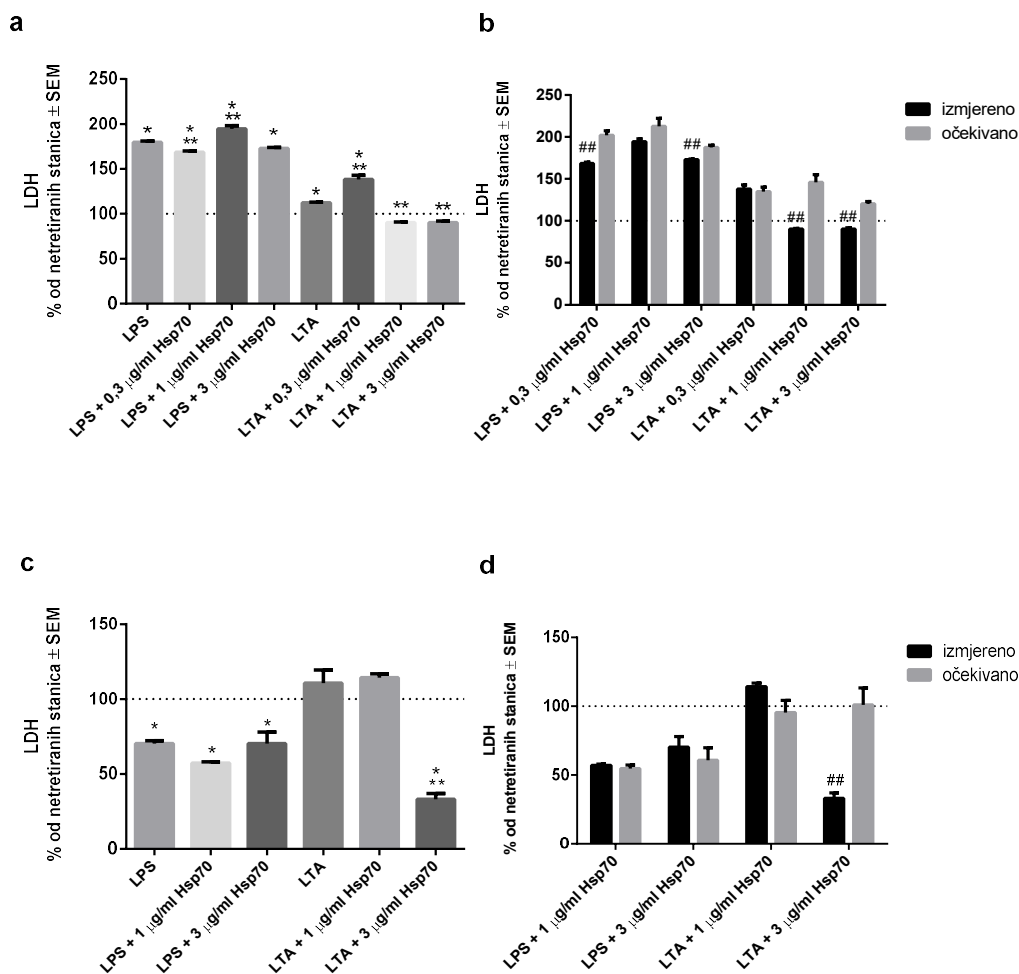 a
LDH
% od netretiranih stanica ± SEM
250
200
150
100
50
0
*
*
**
*
**
*
*
*
**
**
**
LPS
LPS + 0,3 µg/ml Hsp70
LPS + 1 µg/ml Hsp70
LPS + 3 µg/ml Hsp70
LTA
LTA + 0,3 µg/ml Hsp70
LTA + 1 µg/ml Hsp70
LTA + 3 µg/ml Hsp70
b
LDH
% od netretiranih stanica ± SEM
250
200
150
100
50
0
##
##
##
##
LPS + 0,3 µg/ml Hsp70
LPS + 1 µg/ml Hsp70
LPS + 3 µg/ml Hsp70
LTA + 0,3 µg/ml Hsp70
LTA + 1 µg/ml Hsp70
LTA + 3 µg/ml Hsp70
izmjereno
očekivano
c
LDH
% od netretiranih stanica ± SEM
150
100
50
0
*
*
*
*
**
LPS
LPS + 1 µg/ml Hsp70
LPS + 3 µg/ml Hsp70
LTA
LTA + 1 µg/ml Hsp70
LTA + 3 µg/ml Hsp70
d
LDH
% od netretiranih stanica ± SEM
150
100
50
0
##
LPS + 1 µg/ml Hsp70
LPS + 3 µg/ml Hsp70
LTA + 1 µg/ml Hsp70
LTA + 3 µg/ml Hsp70
izmjereno
očekivano